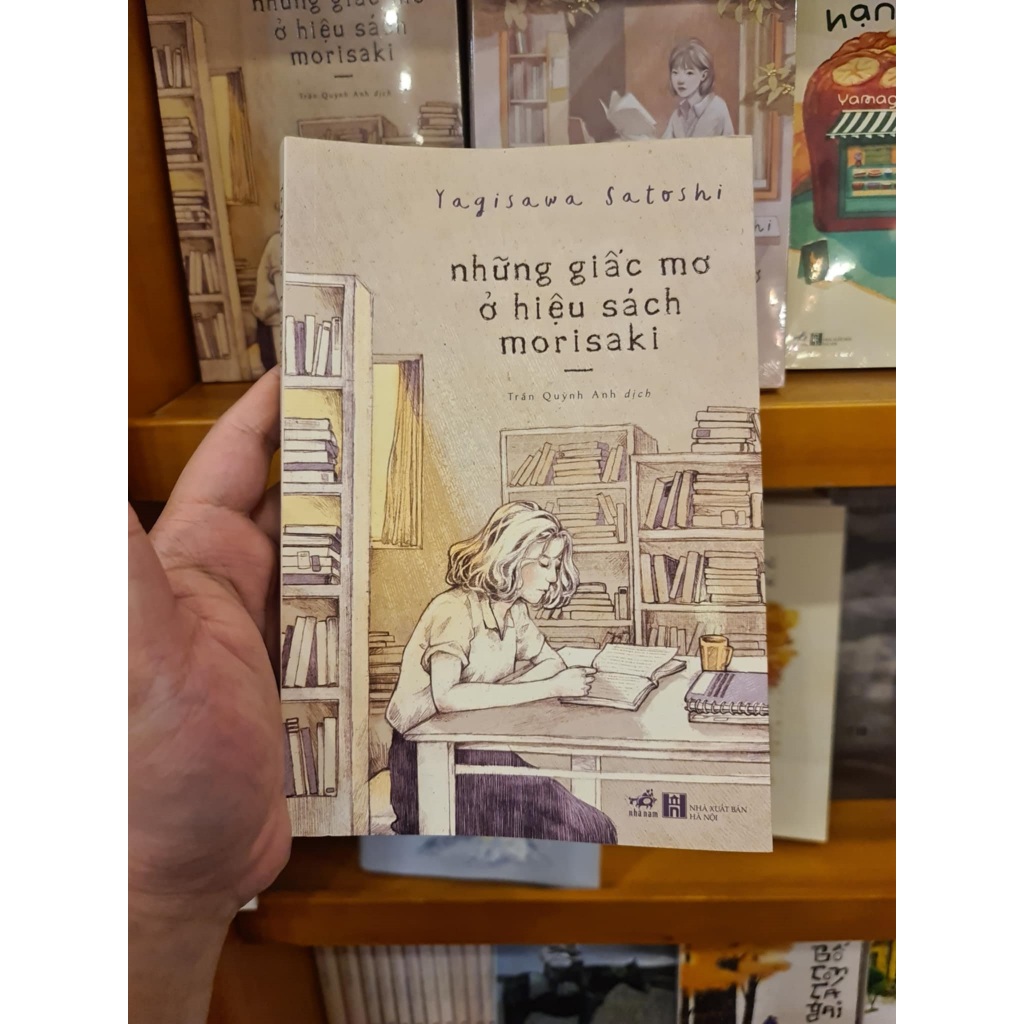 những giấc mơ
ở hiệu sách
morisaki
Trần Quỳnh Anh dịch
Yamag
Yagisawa Satoshi
những giấc mơ
ở hiệu sách
morisaki
Trần Quỳnh Anh dịch
nhã nam
NHÀ XUẤT BẢN
HÀ NỘI